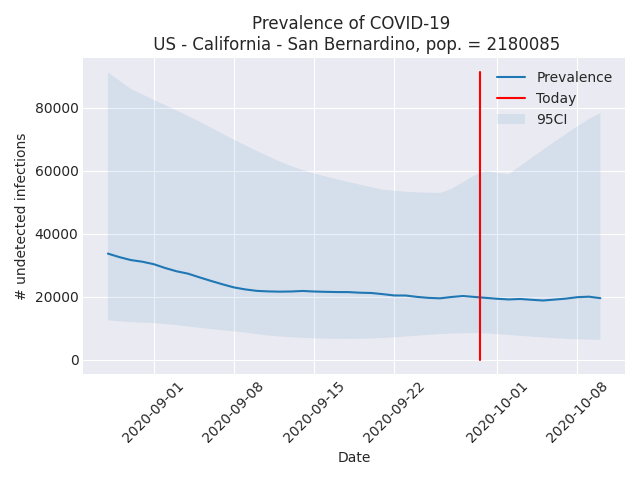 Prevalence of COVID-19
US - California - San Bernardino, pop. = 2180085
Prevalence
Today
95CI
80000
60000
40000
20000
0
# undetected infections
2020-09-01
2020-09-08
2020-09-15
2020-09-22
2020-10-01
2020-10-08
Date